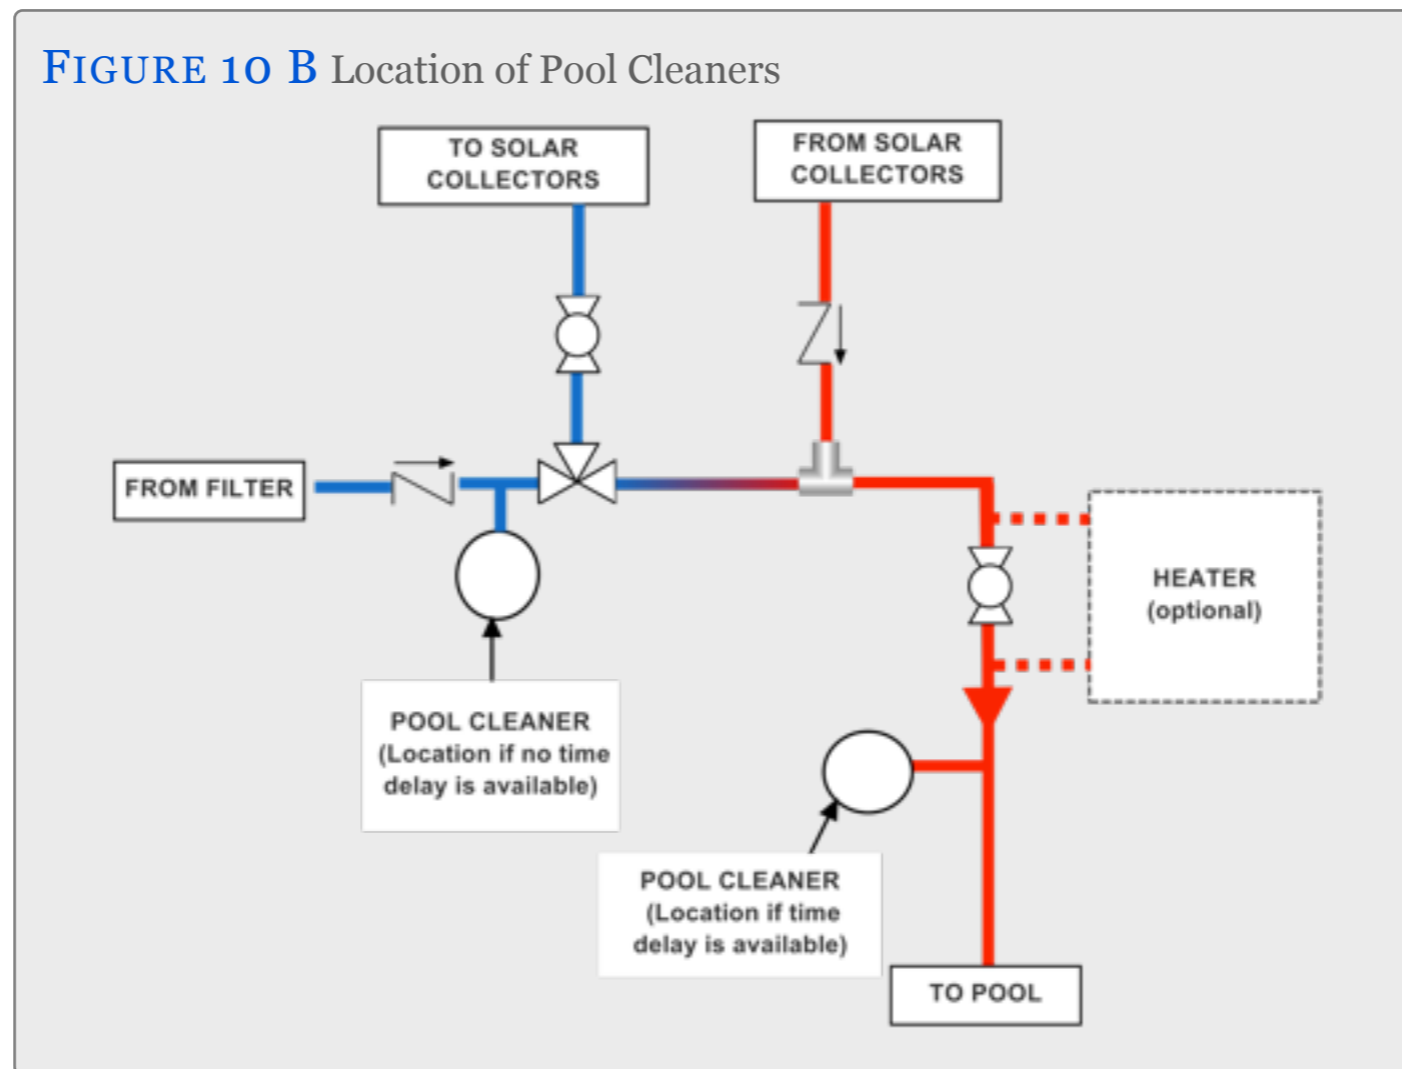 FIGURE 10 B Location of Pool Cleaners
TO SOLAR
COLLECTORS
FROM SOLAR
COLLECTORS
FROM FILTER
HEATER
(optional)
POOL CLEANER
(Location if no time
delay is available)
POOL CLEANER
(Location if time
delay is available)
TO POOL